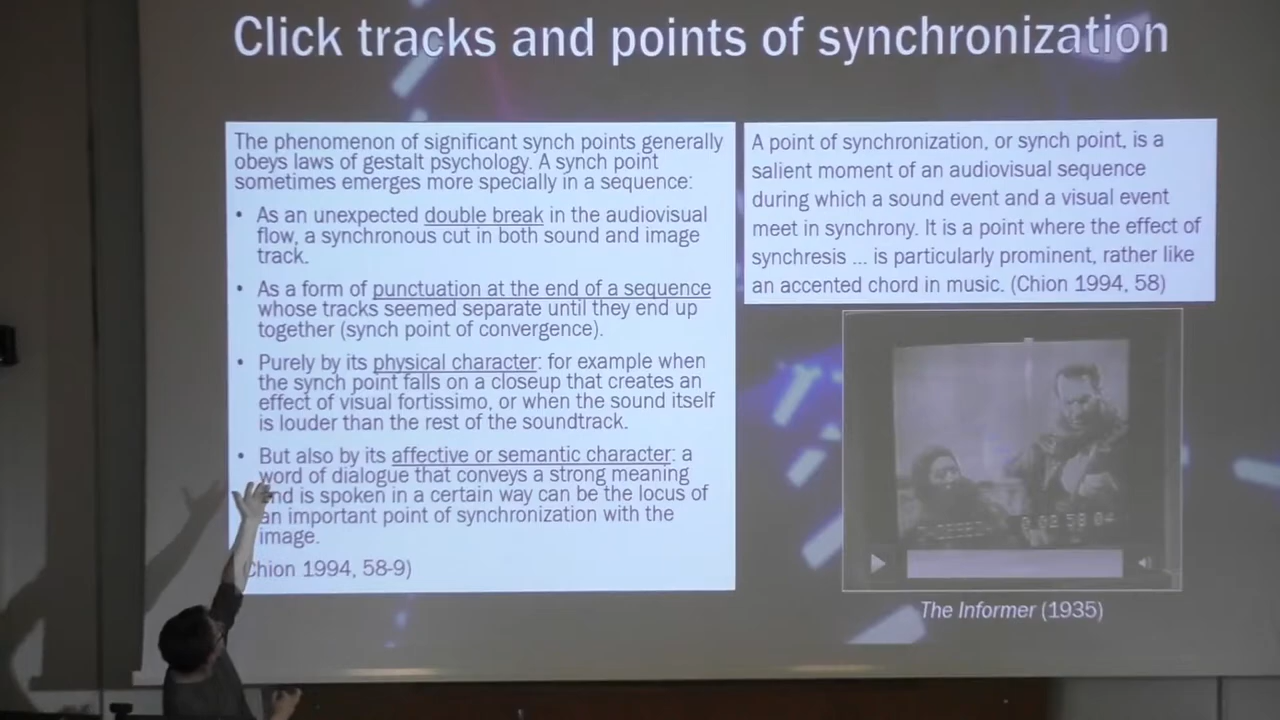 Click tracks and points of synchronization
The phenomenon of significant synch points generally
obeys laws of gestalt psychology. A synch point
sometimes emerges more specially in a sequence:
• As an unexpected double break in the audiovisual
flow, a synchronous cut in both sound and image
track.
• As a form of punctuation at the end of a sequence
whose tracks seemed separate until they end up
together (synch point of convergence).
• Purely by its physical character: for example when
the synch point falls on a closeup that creates an
effect of visual fortissimo, or when the sound itself
is louder than the rest of the soundtrack.
• But also by its affective or semantic character: a
word of dialogue that conveys a strong meaning
and is spoken in a certain way can be the locus of
an important point of synchronization with the
image.
(Chion 1994, 58-9)
A point of synchronization, or synch point, is a
salient moment of an audiovisual sequence
during which a sound event and a visual event
meet in synchrony. It is a point where the effect of
synchresis ... is particularly prominent, rather like
an accented chord in music. (Chion 1994, 58)
The Informer (1935)